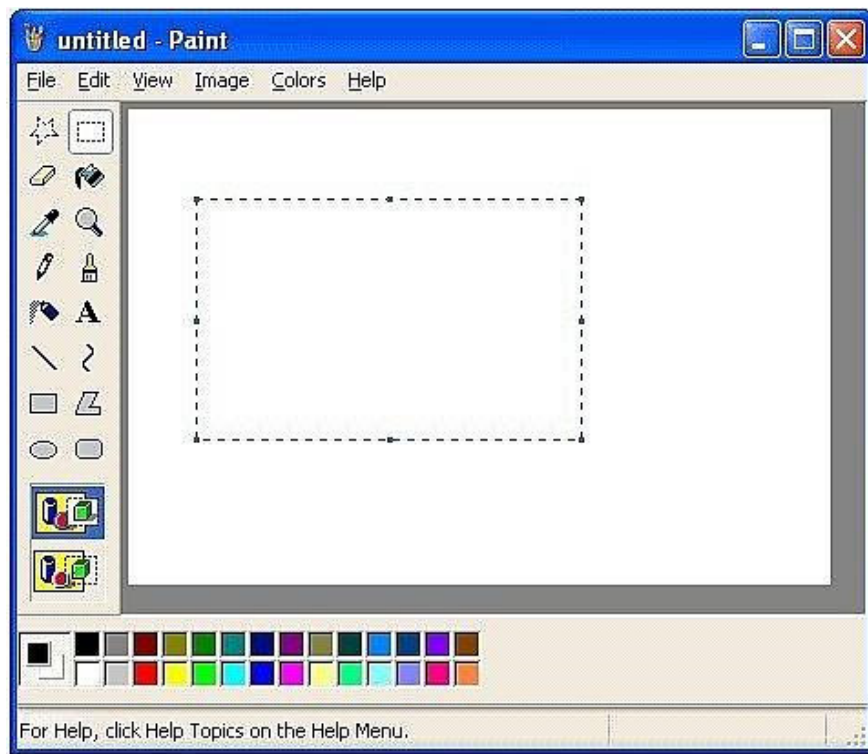 untitled - Paint
File Edit View Image Colors Help
A
For Help, click Help Topics on the Help Menu.